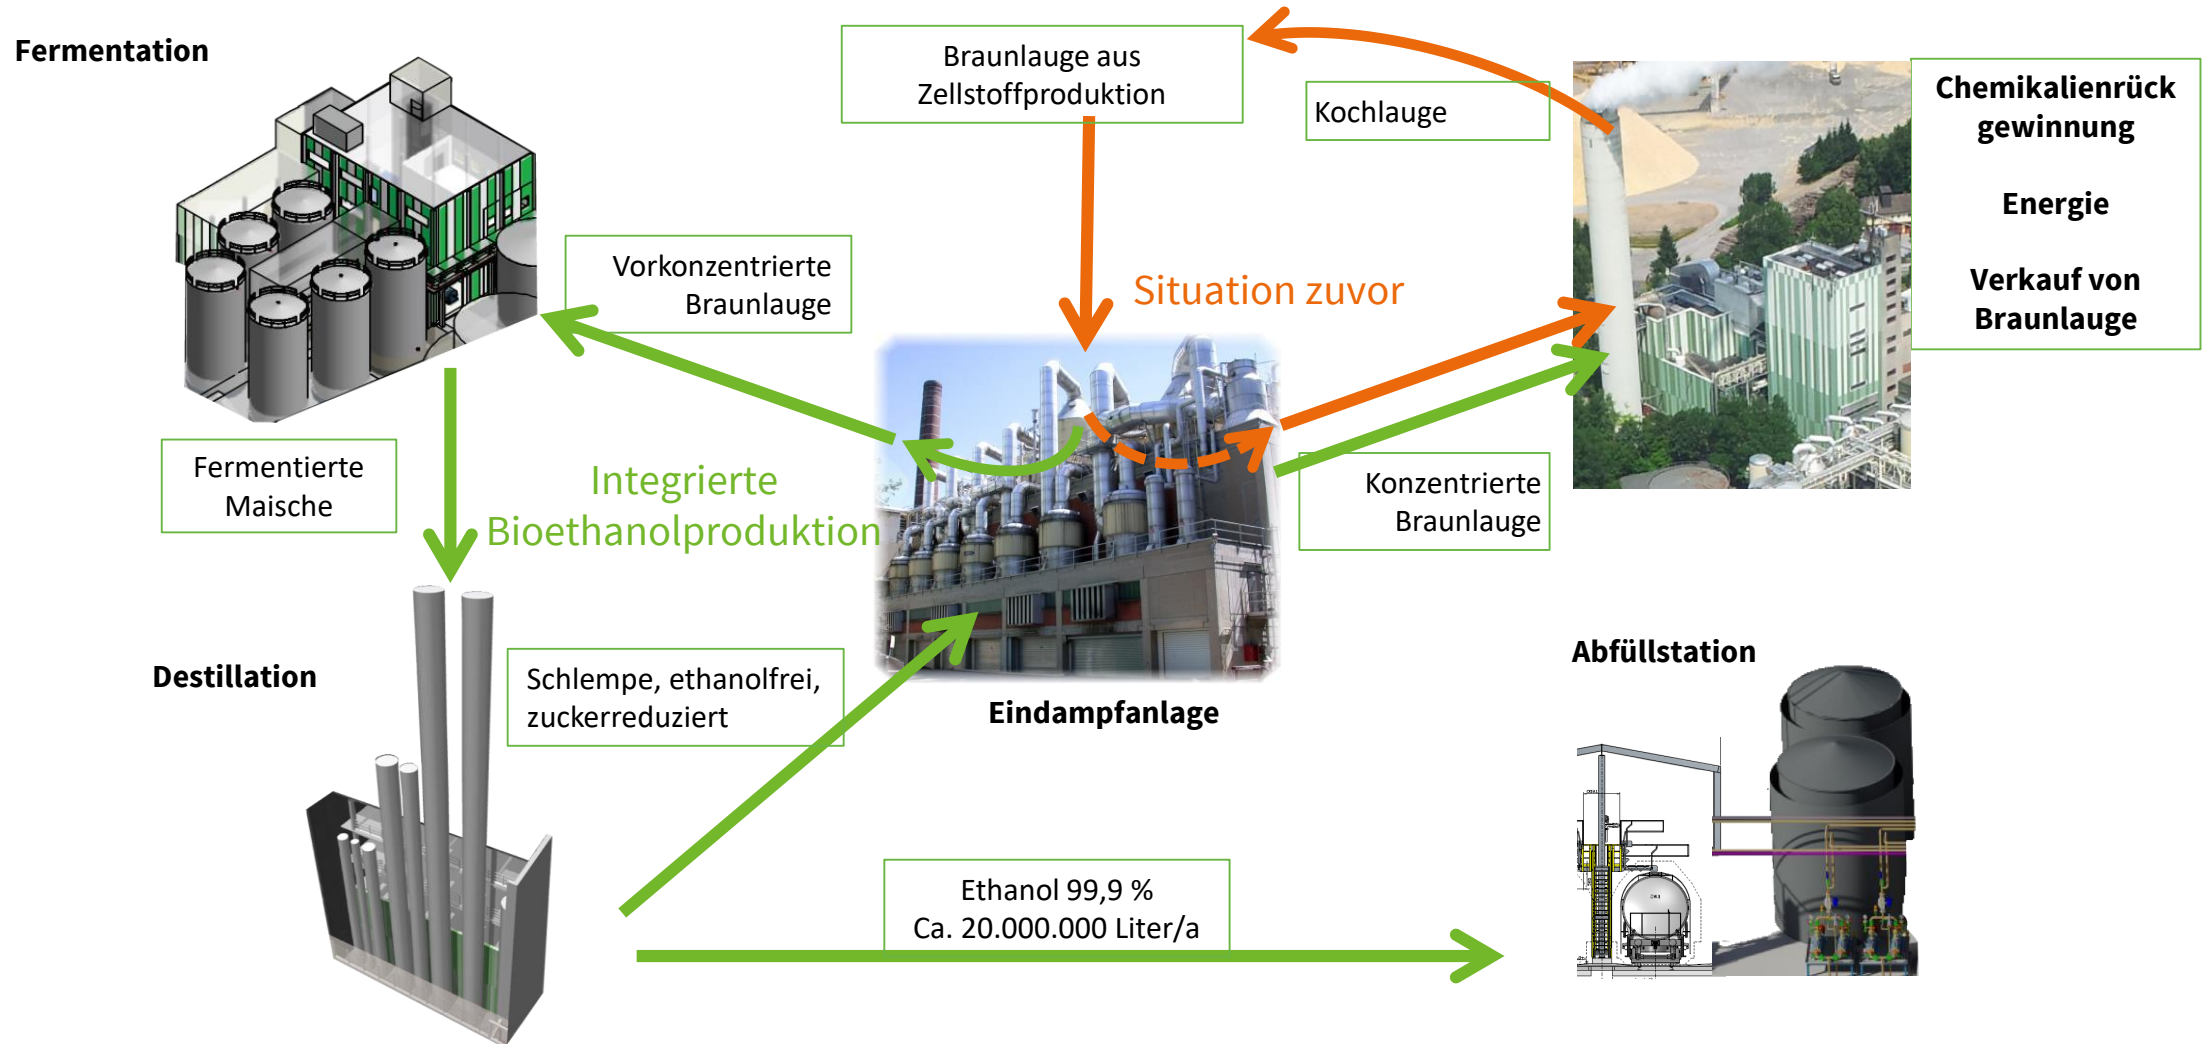 Fermentation
Braunlauge aus
Zellstoffproduktion
Kochlauge
Chemikalienrück
gewinnung
Energie
Verkauf von
Braunlauge
Vorkonzentrierte
Braunlauge
Situation zuvor
Fermentierte
Maische
Integrierte
Bioethanolproduktion
Konzentrierte
Braunlauge
Destillation
Schlempe, ethanolfrei,
zuckerreduziert
Eindampfanlage
Abfüllstation
Ethanol 99,9 %
Ca. 20.000.000 Liter/a